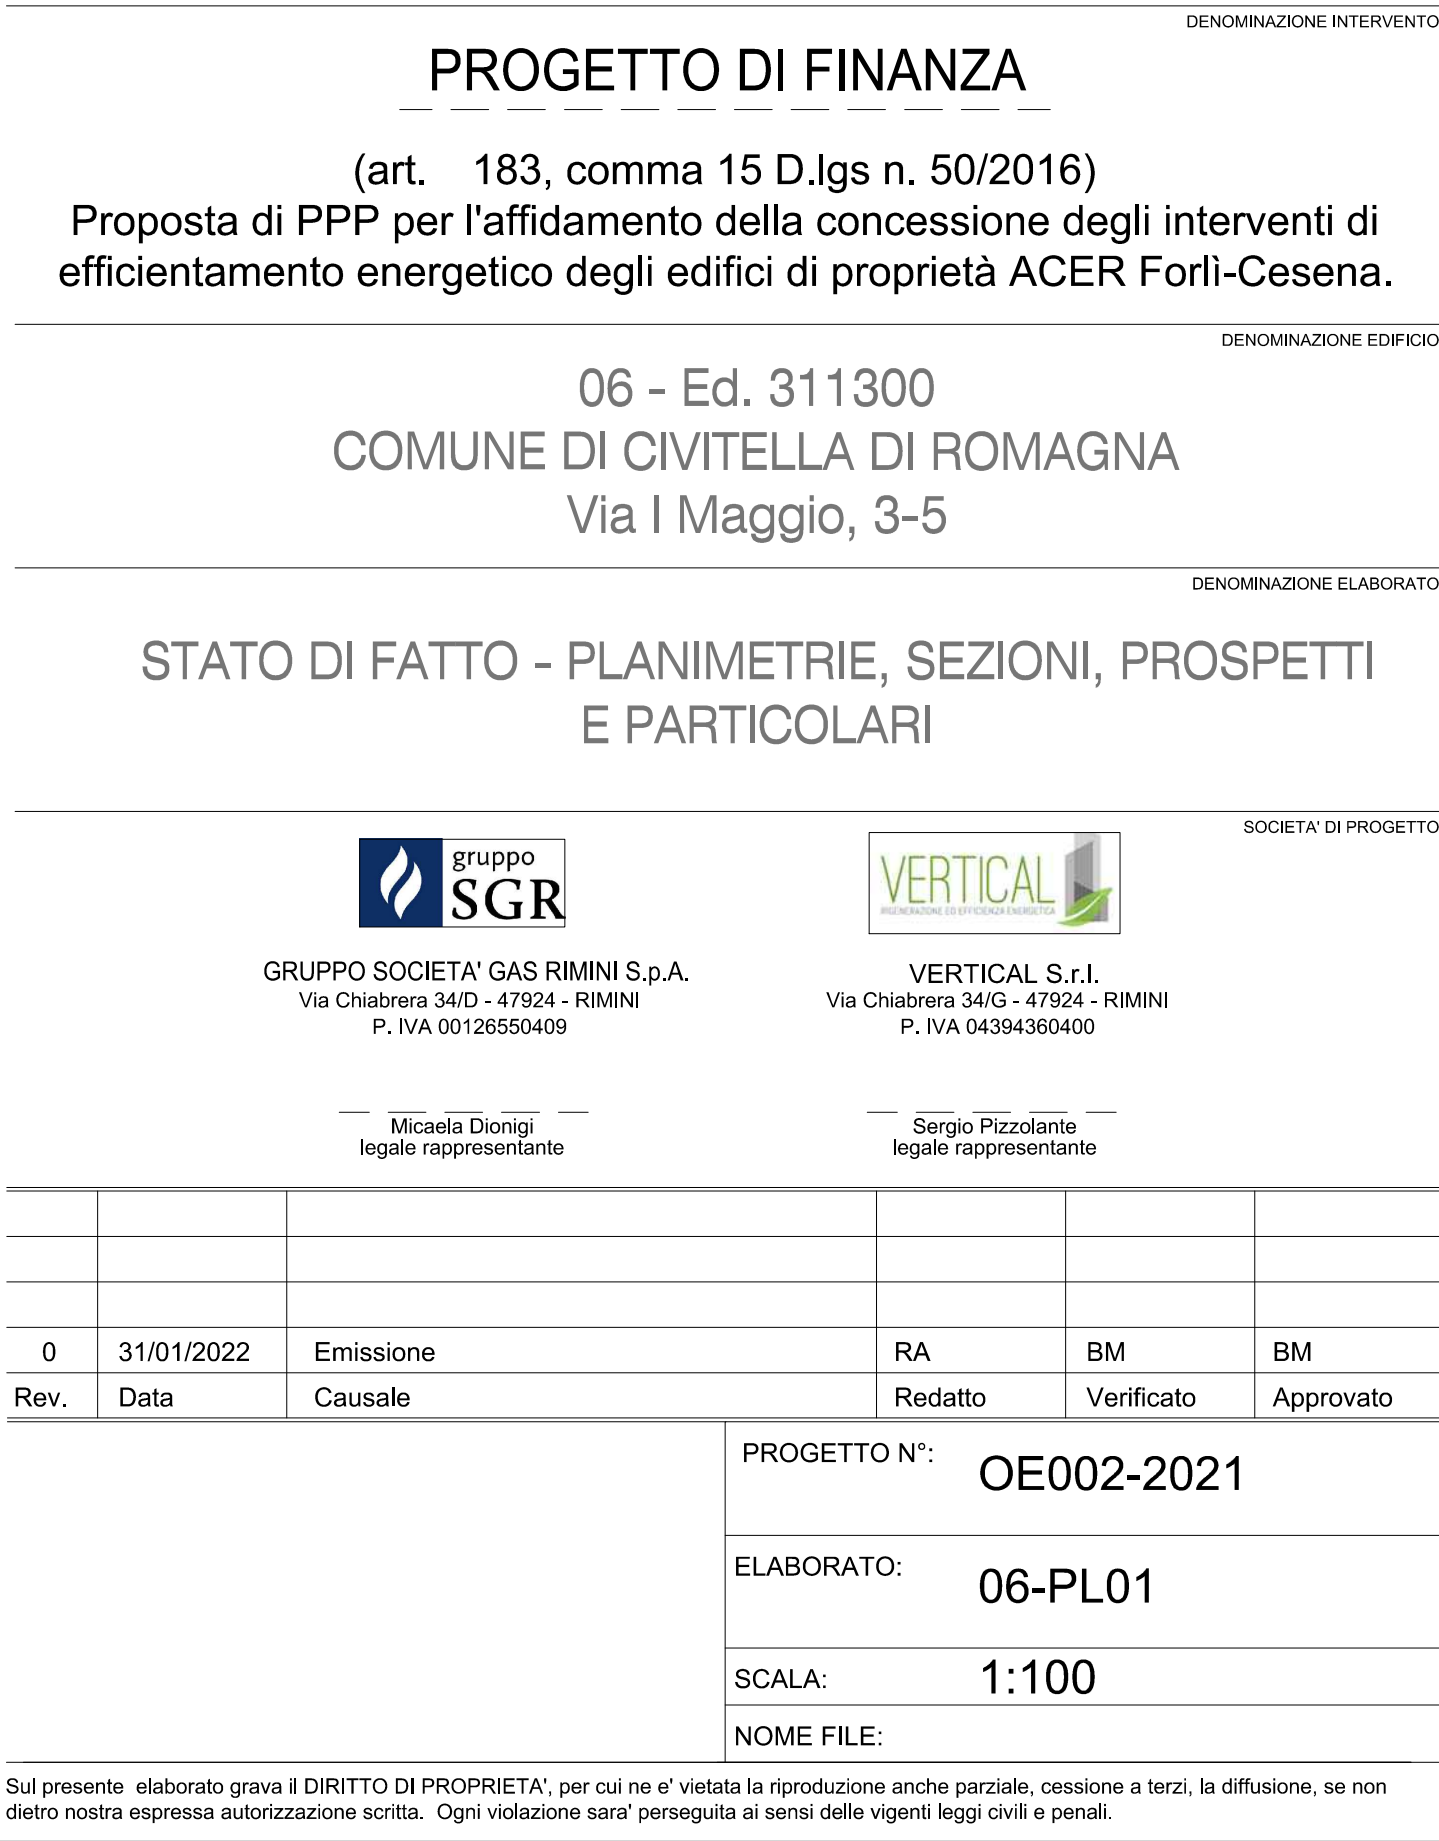 DENOMINAZIONE INTERVENTO
PROGETTO DI FINANZA
(art. 183, comma 15 D.lgs n. 50/2016)
Proposta di PPP per l'affidamento della concessione degli interventi di
efficientamento energetico degli edifici di proprietà ACER Forlì-Cesena.
DENOMINAZIONE EDIFICIO
06 - Ed. 311300
COMUNE DI CIVITELLA DI ROMAGNA
Via I Maggio, 3-5
DENOMINAZIONE ELABORATO
STATO DI FATTO - PLANIMETRIE, SEZIONI, PROSPETTI
E PARTICOLARI
SOCIETA' DI PROGETTO
gruppo
SGR
VERTICAL
RIGENERAZIONE ED EFFICIENZA ENERGETICA
GRUPPO SOCIETA' GAS RIMINI S.p.A.
Via Chiabrera 34/D - 47924 - RIMINI
P. IVA 00126550409
VERTICAL S.r.l.
Via Chiabrera 34/G - 47924 - RIMINI
P. IVA 04394360400
Micaela Dionigi
legale rappresentante
Sergio Pizzolante
legale rappresentante
0 31/01/2022 Emissione RA BM BM
Rev. Data Causale Redatto Verificato Approvato
PROGETTO N°: OE002-2021
ELABORATO: 06-PL01
SCALA: 1:100
NOME FILE:
Sul presente elaborato grava il DIRITTO DI PROPRIETA', per cui ne e' vietata la riproduzione anche parziale, cessione a terzi, la diffusione, se non
dietro nostra espressa autorizzazione scritta. Ogni violazione sara' perseguita ai sensi delle vigenti leggi civili e penali.